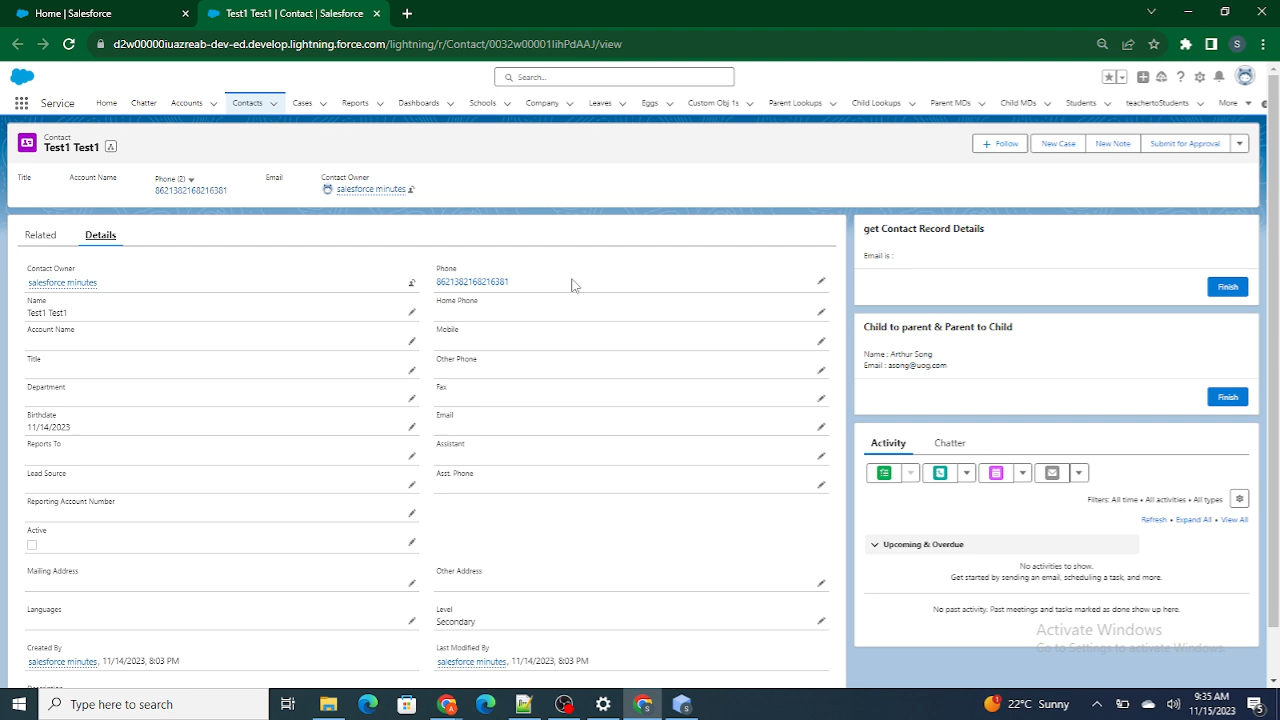 Home | Salesforce
Test1 Test1 | Contact | Salesforce
d2w00000iuazreab-dev-ed.develop.lightning.force.com/lightning/r/Contact/0032w00001IihPdAAJ/view
S
Search...
Service
Home
Chatter
Accounts
Contacts
Cases
Reports
Dashboards
Schools
Company
Leaves
Eggs
Custom Obj 1s
Parent Lookups
Child Lookups
Parent MDs
Child MDs
Students
teachertoStudents
More
Contact
Test1 Test1
Follow
New Case
New Note
Submit for Approval
Title
Account Name
Phone (2)
8621382168216381
Email
Contact Owner
salesforce minutes
Related
Details
Contact Owner
salesforce minutes
Phone
8621382168216381
Name
Test1 Test1
Home Phone
Account Name
Mobile
Title
Other Phone
Department
Fax
Birthdate
11/14/2023
Email
Reports To
Assistant
Lead Source
Asst. Phone
Reporting Account Number
Active
Mailing Address
Other Address
Languages
Level
Secondary
Created By
salesforce minutes, 11/14/2023, 8:03 PM
Last Modified By
salesforce minutes, 11/14/2023, 8:03 PM
get Contact Record Details
Email is :
Finish
Child to parent & Parent to Child
Name : Arthur Song
Email : asong@uog.com
Finish
Activity
Chatter
Filters: All time • All activities • All types
Refresh • Expand All • View All
Upcoming & Overdue
No activities to show.
Get started by sending an email, scheduling a task, and more.
No past activity. Past meetings and tasks marked as done show up here.
Activate Windows
Go to Settings to activate Windows.
Type here to search
22°C Sunny
9:35 AM
11/15/2023